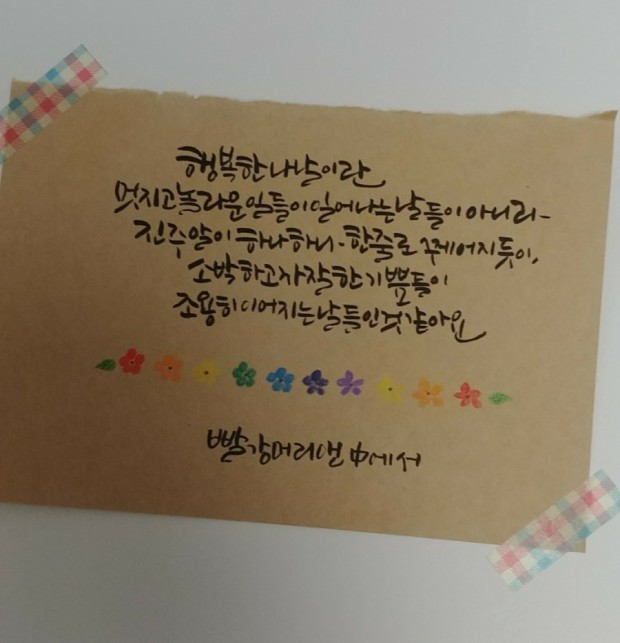 행복한 나날이란
멋지고 놀라운 일들이 일어나는 날들이 아니라
진주알이 하나하나 한줄로 꿰어지듯이,
소박하고 자잘한 기쁨들이
조용히 이어지는 날들인것 같아요
빨강머리앤 中에서